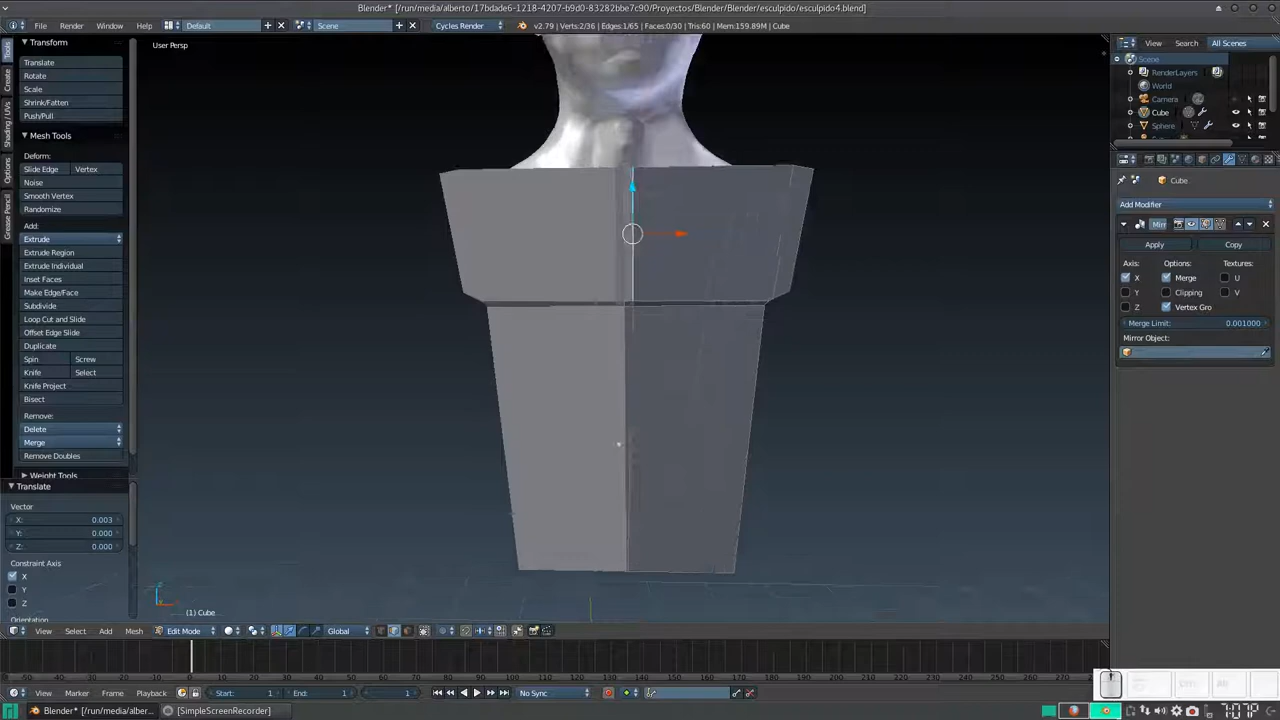 Blender* [/run/media/alberto/17bdade6-1218-4207-b9d0-83282bbe7c90/Proyectos/Blender/Blender/esculpido/esculpido4.blend]
File Render Window Help Default Scene Cycles Render v2.79 | Verts:2/36 | Edges:1/65 | Faces:0/30 | Tris:60 | Mem:159.89M | Cube
View Search All Scenes
Transform
User Persp
Scene
Translate
RenderLayers
Rotate
World
Scale
Camera
Shrink/Fatten
Cube
Push/Pull
Sphere
Mesh Tools
Deform:
Slide Edge Vertex
Noise
Cube
Smooth Vertex
Randomize
Add Modifier
Add:
Mirr
Extrude
Extrude Region
Apply Copy
Extrude Individual
Axis: Options: Textures:
Inset Faces
X Merge U
Make Edge/Face
Y Clipping V
Subdivide
Z Vertex Gro
Loop Cut and Slide
Merge Limit: 0.001000
Offset Edge Slide
Mirror Object:
Duplicate
Spin Screw
Knife Select
Knife Project
Bisect
Remove:
Delete
Merge
Remove Doubles
Weight Tools
Translate
Vector
X: 0.003
Y: 0.000
Z: 0.000
Constraint Axis
X
Y
Z
Orientation
(1) Cube
View Select Add Mesh Edit Mode Global
Tools
Create
Shading / UVs
Options
Grease Pencil
View Marker Frame Playback Start: 1 End: 1 1 No Sync
Blender* [/run/media/alber... [SimpleScreenRecorder]